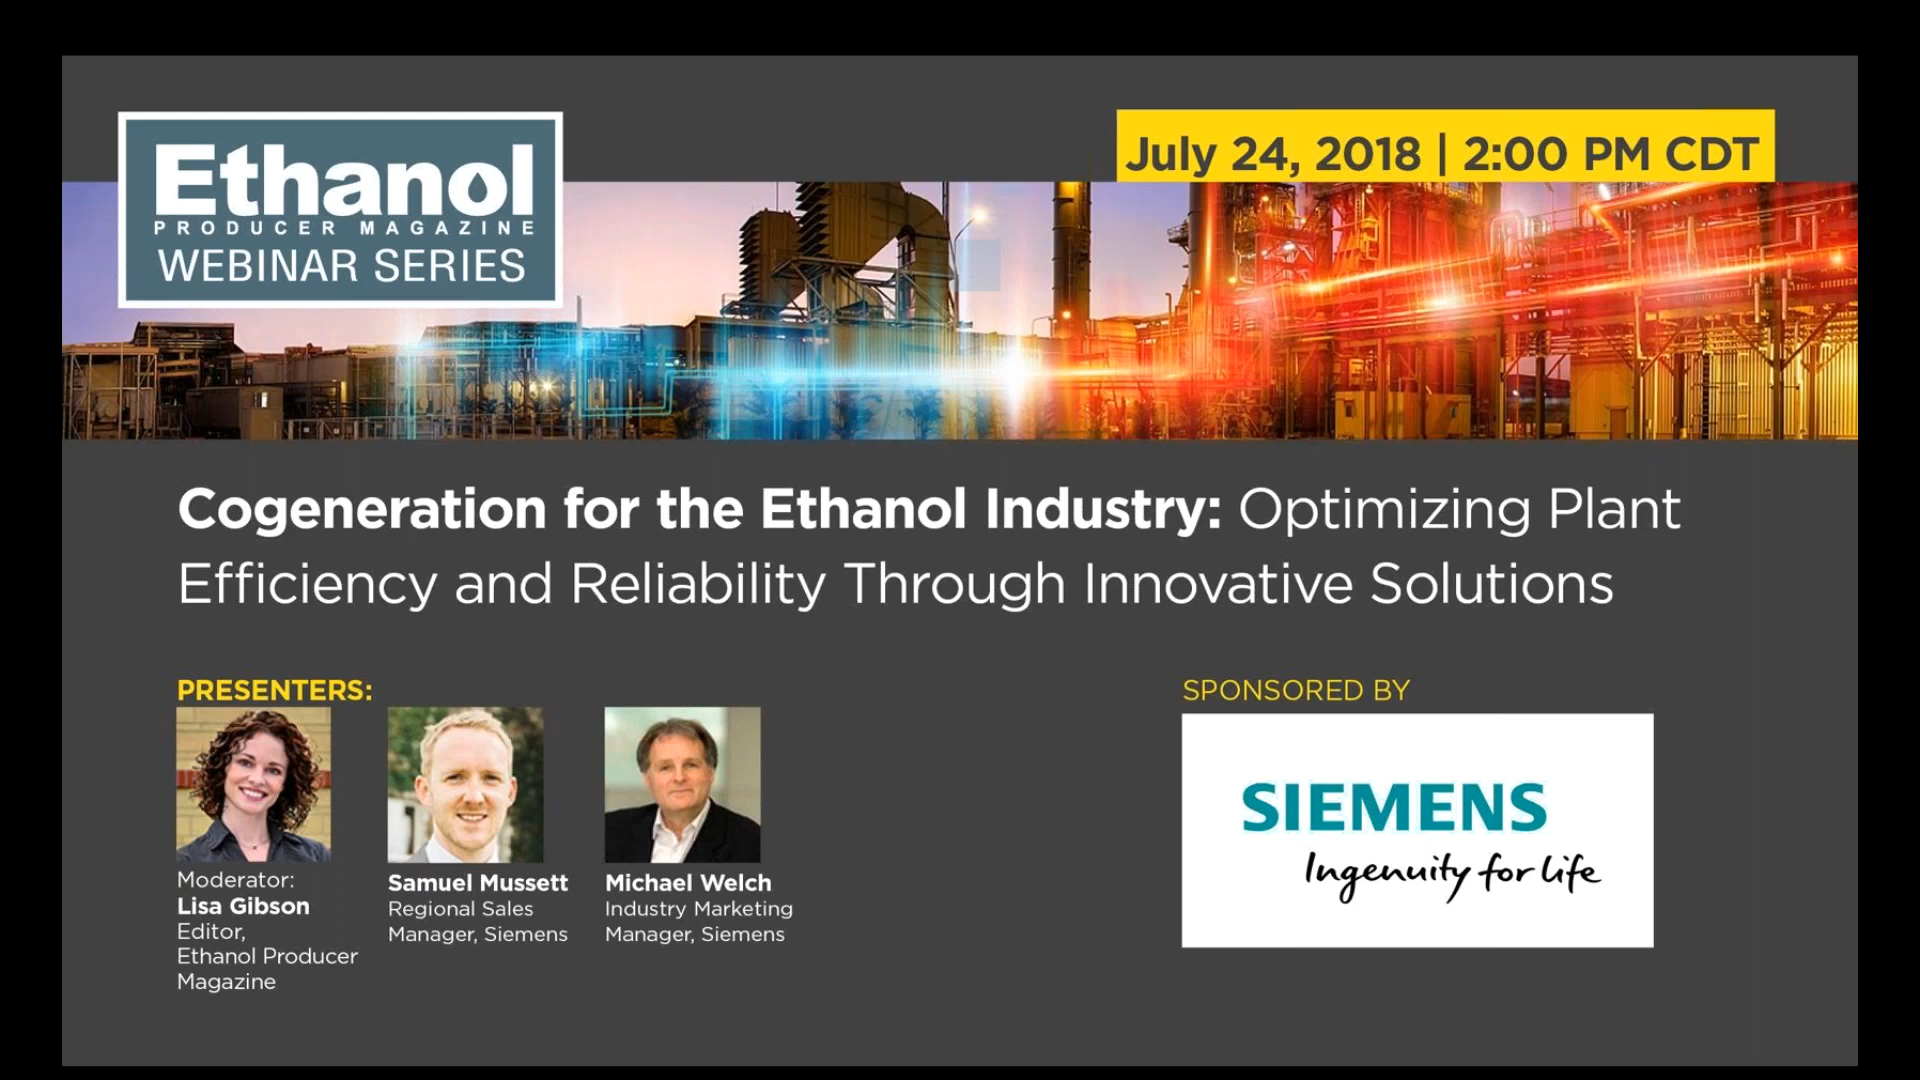 Ethanol
PRODUCER MAGAZINE
WEBINAR SERIES
July 24, 2018 | 2:00 PM CDT
Cogeneration for the Ethanol Industry: Optimizing Plant
Efficiency and Reliability Through Innovative Solutions
PRESENTERS:
Moderator:
Lisa Gibson
Editor,
Ethanol Producer
Magazine
Samuel Mussett
Regional Sales
Manager, Siemens
Michael Welch
Industry Marketing
Manager, Siemens
SPONSORED BY
SIEMENS
Ingenuity for life